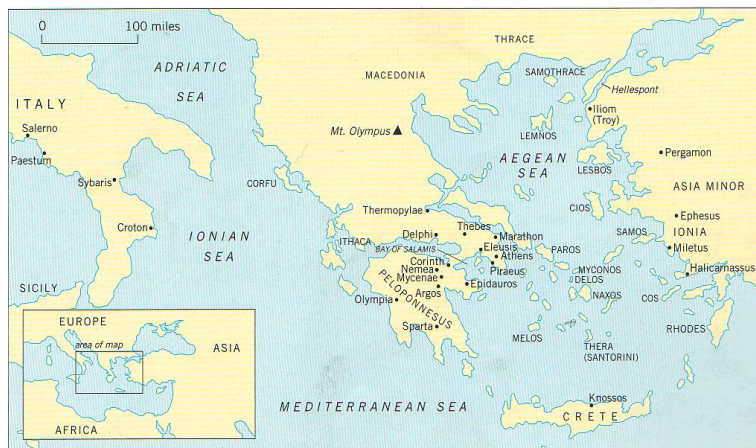 0 100 miles
THRACE
ADRIATIC
SEA
MACEDONIA
SAMOTHRACE
Hellespont
ITALY
Iliom
(Troy)
Salerno
Mt. Olympus
LEMNOS
Paestum
AEGEAN
SEA
Pergamon
Sybaris
CORFU
LESBOS
ASIA MINOR
Thermopylae
CIOS
Ephesus
Croton
IONIAN
SEA
Delphi
Thebes
Marathon
SAMOS
IONIA
ITHACA
BAY OF SALAMIS
Eleusis
Athens
PAROS
Miletus
Corinth
Piraeus
Nemea
MYCONOS
DELOS
Halicarnassus
SICILY
Mycenae
Epidauros
PELOPONNESUS
Argos
NAXOS
COS
Olympia
EUROPE
Sparta
RHODES
area of map
ASIA
MELOS
THERA
(SANTORINI)
MEDITERRANEAN SEA
Knossos
CRETE
AFRICA